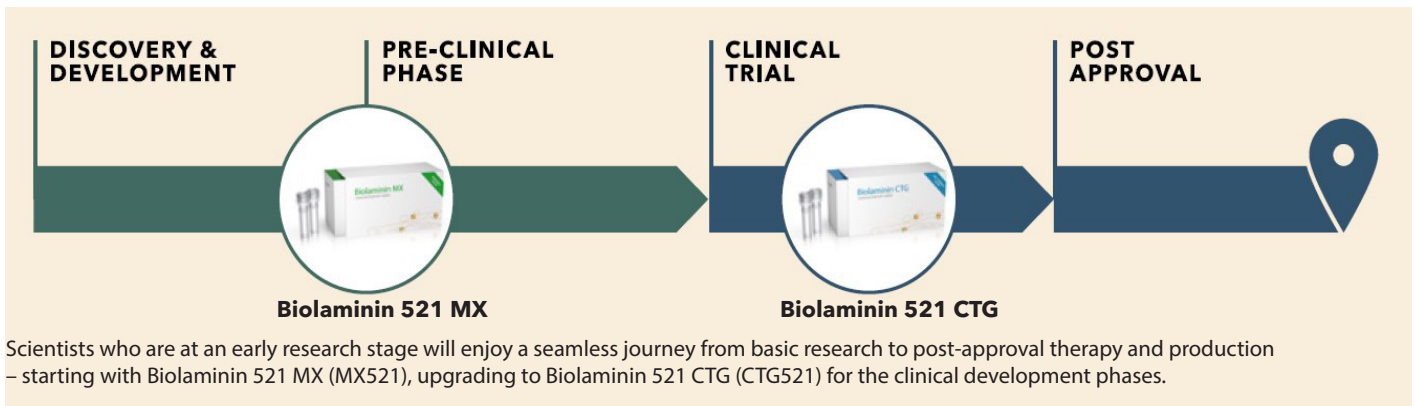 DISCOVERY &
DEVELOPMENT
PRE-CLINICAL
PHASE
CLINICAL
TRIAL
POST
APPROVAL
Biolaminin MX
Biolaminin CTG
Biolaminin 521 MX
Biolaminin 521 CTG
Scientists who are at an early research stage will enjoy a seamless journey from basic research to post-approval therapy and production
– starting with Biolaminin 521 MX (MX521), upgrading to Biolaminin 521 CTG (CTG521) for the clinical development phases.